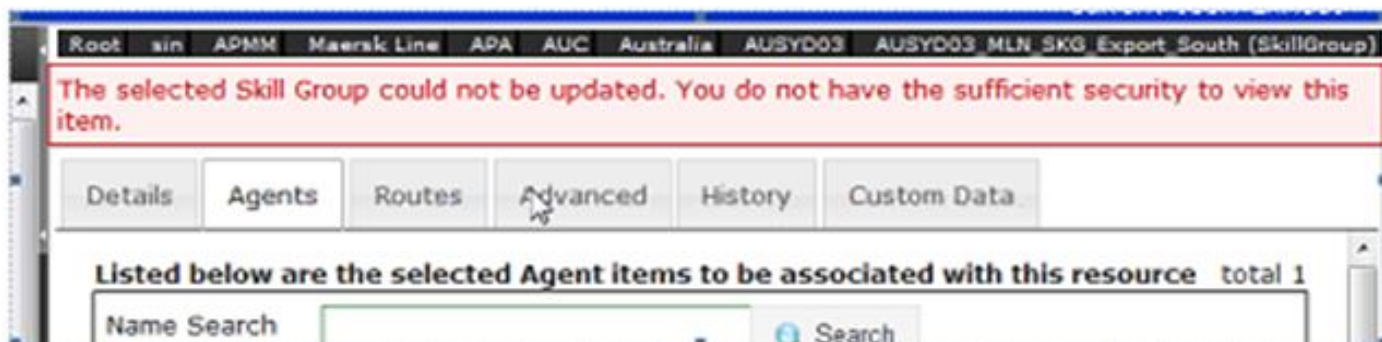 Root sin APMM Maersk Line APA AUC Australia AUSYD03 AUSYD03_MLN_SKG_Export_South (SkillGroup)
The selected Skill Group could not be updated. You do not have the sufficient security to view this
item.
Details Agents Routes Advanced History Custom Data
Listed below are the selected Agent items to be associated with this resource total 1
Name Search Search